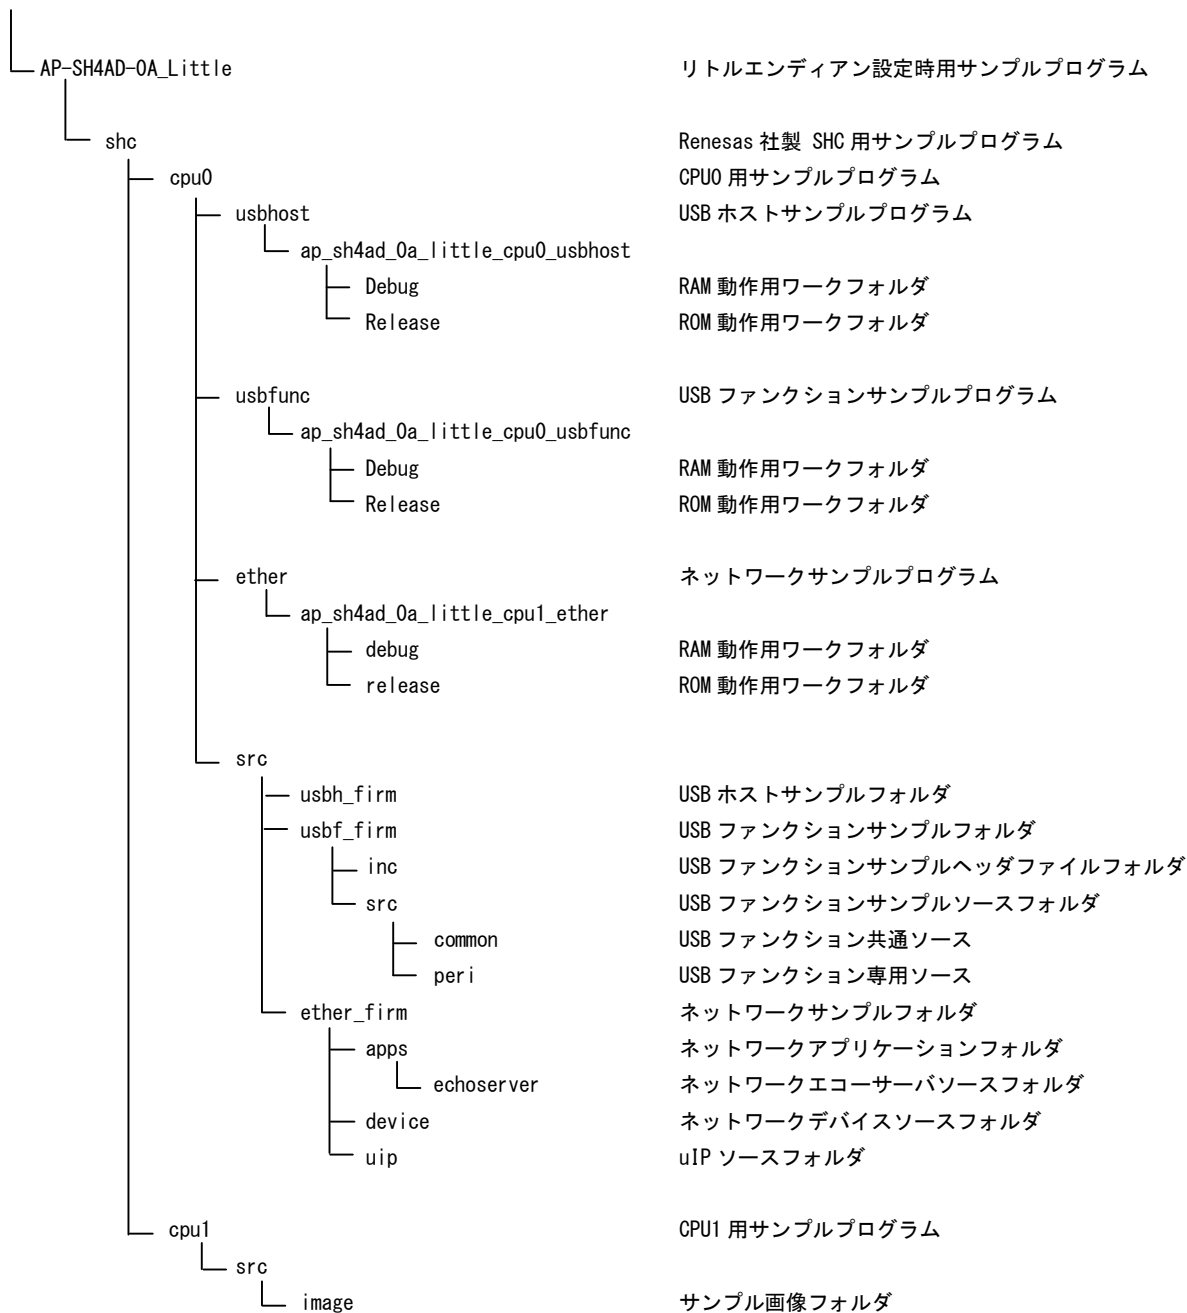 AP-SH4AD-0A_Little リトルエンディアン設定時用サンプルプログラム
shc Renesas 社製 SHC 用サンプルプログラム
cpu0 CPU0 用サンプルプログラム
usbhost USB ホストサンプルプログラム
ap_sh4ad_0a_little_cpu0_usbhost
Debug RAM 動作用ワークフォルダ
Release ROM 動作用ワークフォルダ
usbfunc USB ファンクションサンプルプログラム
ap_sh4ad_0a_little_cpu0_usbfunc
Debug RAM 動作用ワークフォルダ
Release ROM 動作用ワークフォルダ
ether ネットワークサンプルプログラム
ap_sh4ad_0a_little_cpu1_ether
debug RAM 動作用ワークフォルダ
release ROM 動作用ワークフォルダ
src
usbh_firm USB ホストサンプルフォルダ
usbf_firm USB ファンクションサンプルフォルダ
inc USB ファンクションサンプルヘッダファイルフォルダ
src USB ファンクションサンプルソースフォルダ
common USB ファンクション共通ソース
peri USB ファンクション専用ソース
ether_firm ネットワークサンプルフォルダ
apps ネットワークアプリケーションフォルダ
echoserver ネットワークエコーサーバソースフォルダ
device ネットワークデバイスソースフォルダ
uip uIP ソースフォルダ
cpu1 CPU1 用サンプルプログラム
src
image サンプル画像フォルダ